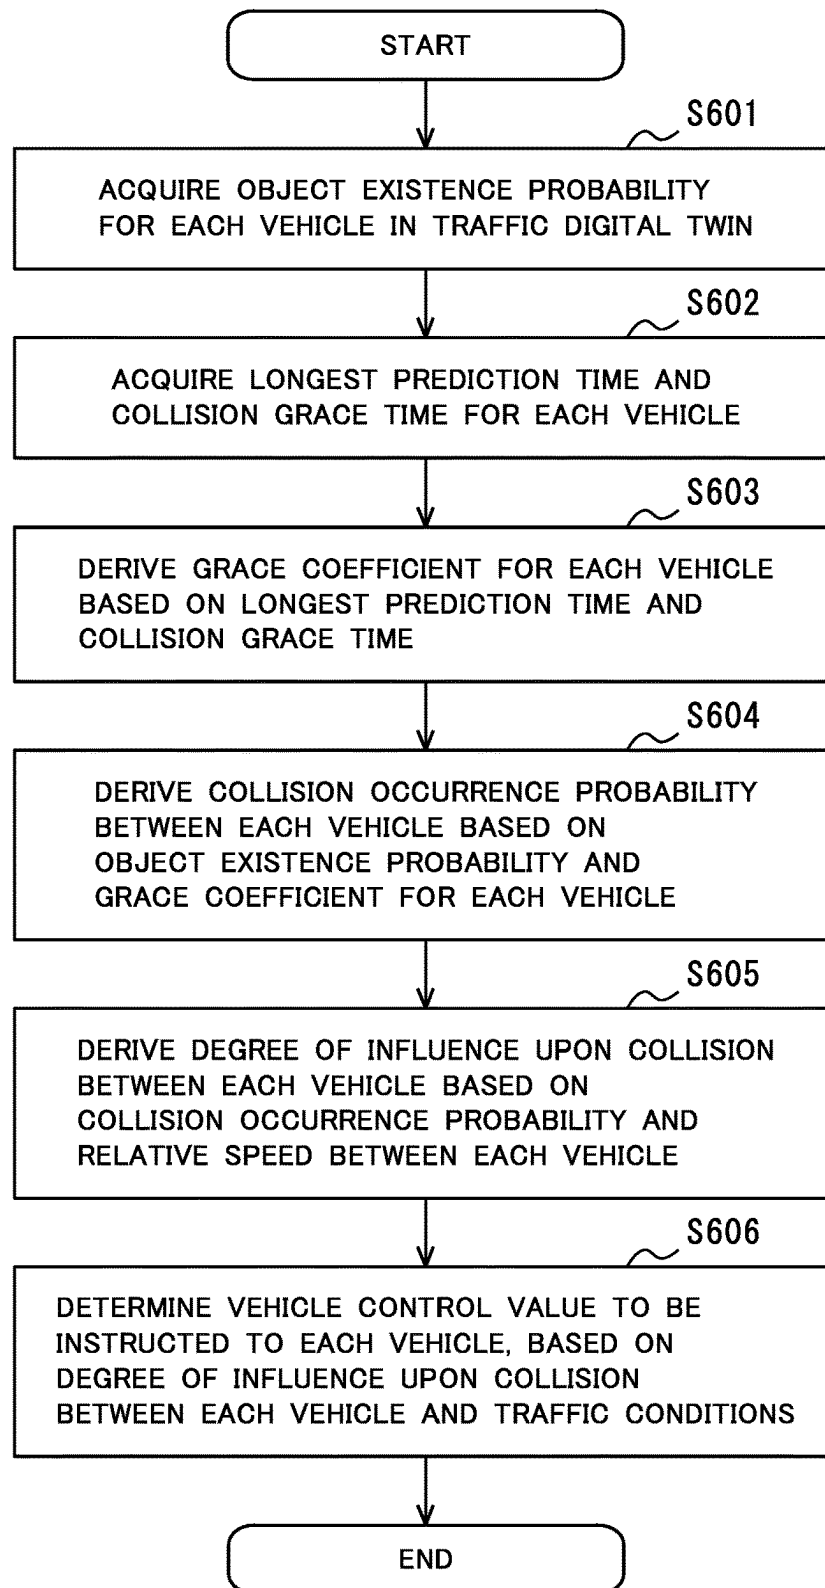 START
S601
ACQUIRE OBJECT EXISTENCE PROBABILITY
FOR EACH VEHICLE IN TRAFFIC DIGITAL TWIN
S602
ACQUIRE LONGEST PREDICTION TIME AND
COLLISION GRACE TIME FOR EACH VEHICLE
S603
DERIVE GRACE COEFFICIENT FOR EACH VEHICLE
BASED ON LONGEST PREDICTION TIME AND
COLLISION GRACE TIME
S604
DERIVE COLLISION OCCURRENCE PROBABILITY
BETWEEN EACH VEHICLE BASED ON
OBJECT EXISTENCE PROBABILITY AND
GRACE COEFFICIENT FOR EACH VEHICLE
S605
DERIVE DEGREE OF INFLUENCE UPON COLLISION
BETWEEN EACH VEHICLE BASED ON
COLLISION OCCURRENCE PROBABILITY AND
RELATIVE SPEED BETWEEN EACH VEHICLE
S606
DETERMINE VEHICLE CONTROL VALUE TO BE
INSTRUCTED TO EACH VEHICLE, BASED ON
DEGREE OF INFLUENCE UPON COLLISION
BETWEEN EACH VEHICLE AND TRAFFIC CONDITIONS
END